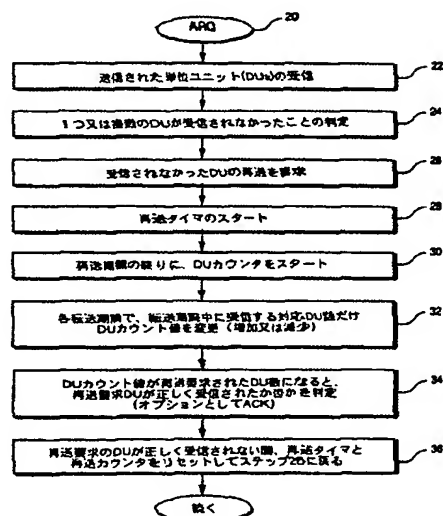 ARQ
20
送信された単位ユニット(DUs)の受信
22
1つ又は複数のDUが受信されなかったことの判定
24
受信されなかったDUの再送を要求
26
再送タイマのスタート
28
再送期間の残りに、DUカウンタをスタート
30
各転送期間で、転送期間中に受信する対応DU数だけ
DUカウント値を変更（増加又は減少）
32
DUカウント値が再送要求されたDU数になると、
再送要求DUが正しく受信されたか否かを判定
(オプションとしてACK)
34
再送要求のDUが正しく受信されない間、再送タイマと
再送カウンタをリセットしてステップ26に戻る
36
続く